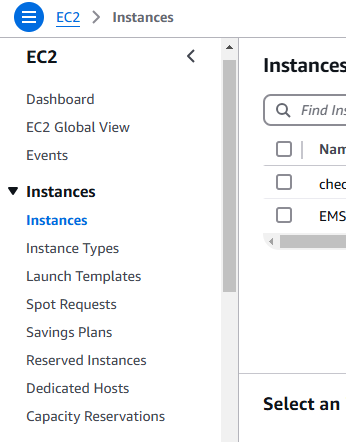 EC2 > Instances
EC2
Dashboard
EC2 Global View
Events
Instances
Instances
Instance Types
Launch Templates
Spot Requests
Savings Plans
Reserved Instances
Dedicated Hosts
Capacity Reservations
Instances
Find Ins
Nam
chec
EMS
Select an